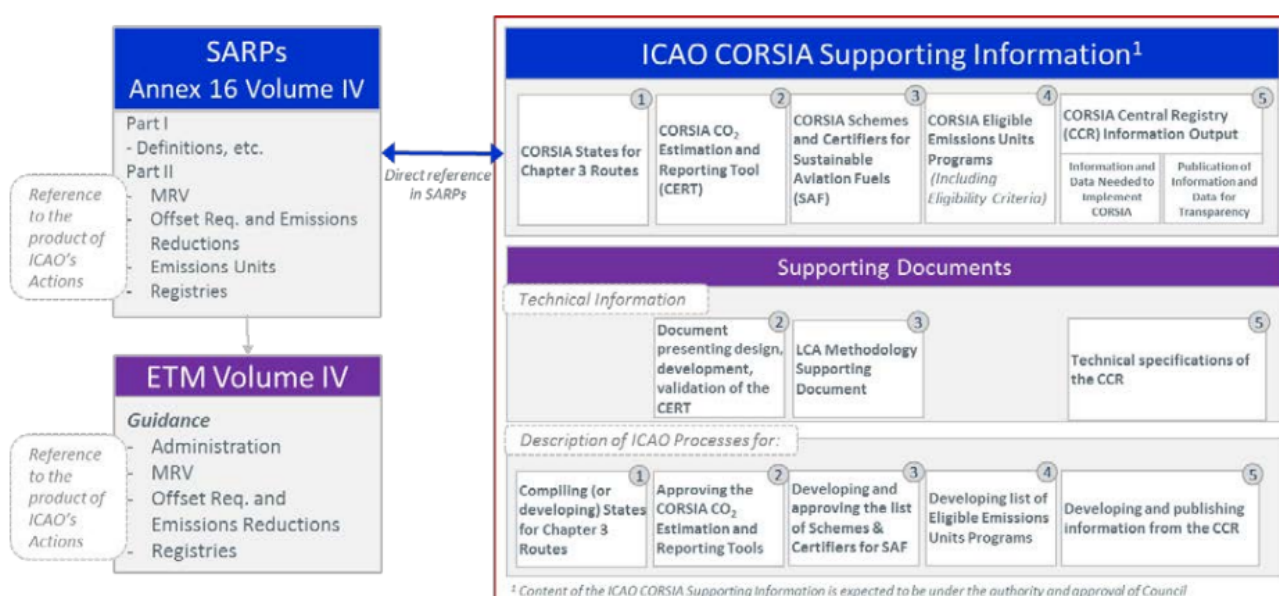 SARPs
Annex 16 Volume IV
Part I
- Definitions, etc.
Part II
- MRV
- Offset Req. and Emissions
Reductions
- Emissions Units
- Registries
Reference
to the
product of
ICAO's
Actions
Direct reference
in SARPs
ETM Volume IV
Guidance
- Administration
- MRV
- Offset Req. and
Emissions Reductions
- Registries
Reference
to the
product of
ICAO's
Actions
ICAO CORSIA Supporting Information¹
1
CORSIA States for
Chapter 3 Routes
2
CORSIA CO₂
Estimation and
Reporting Tool
(CERT)
3
CORSIA Schemes
and Certifiers for
Sustainable
Aviation Fuels
(SAF)
4
CORSIA Eligible
Emissions Units
Programs
(Including
Eligibility Criteria)
5
CORSIA Central Registry
(CCR) Information Output
Information and
Data Needed to
Implement
CORSIA
Publication of
Information and
Data for
Transparency
Supporting Documents
Technical Information
2
Document
presenting design,
development,
validation of the
CERT
3
LCA Methodology
Supporting
Document
5
Technical specifications of
the CCR
Description of ICAO Processes for:
1
Compiling (or
developing) States
for Chapter 3
Routes
2
Approving the
CORSIA CO₂
Estimation and
Reporting Tools
3
Developing and
approving the list
of Schemes &
Certifiers for SAF
4
Developing list of
Eligible Emissions
Units Programs
5
Developing and publishing
information from the CCR
¹ Content of the ICAO CORSIA Supporting Information is expected to be under the authority and approval of Council